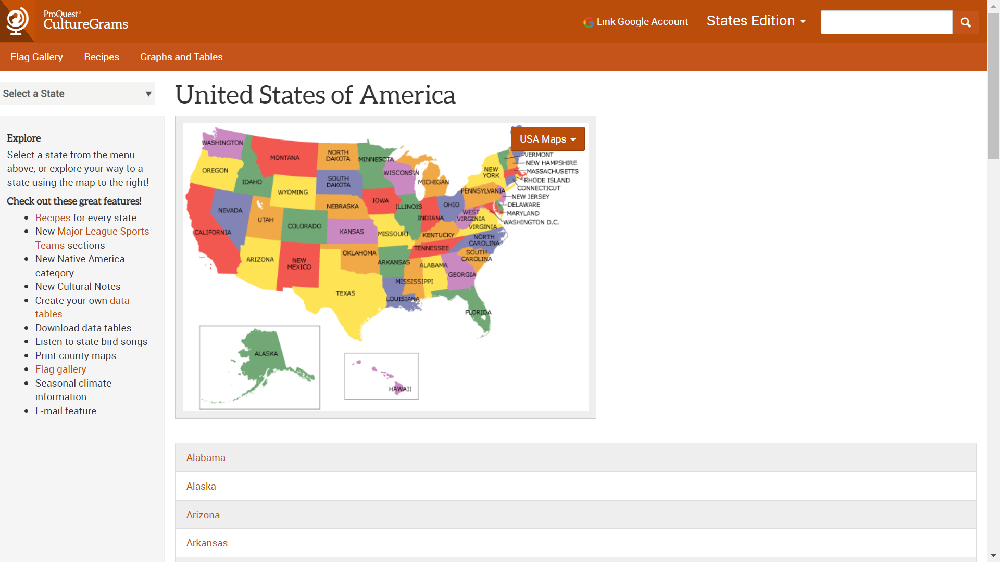 ProQuest®
CultureGrams
Link Google Account
States Edition
Flag Gallery
Recipes
Graphs and Tables
Select a State
Explore
Select a state from the menu
above, or explore your way to a
state using the map to the right!
Check out these great features!
Recipes for every state
New Major League Sports
Teams sections
New Native America
category
New Cultural Notes
Create-your-own data
tables
Download data tables
Listen to state bird songs
Print county maps
Flag gallery
Seasonal climate
information
E-mail feature
United States of America
USA Maps
WASHINGTON
OREGON
IDAHO
MONTANA
WYOMING
NORTH
DAKOTA
SOUTH
DAKOTA
NEBRASKA
MINNESOTA
WISCONSIN
MICHIGAN
IOWA
ILLINOIS
INDIANA
OHIO
PENNSYLVANIA
NEW
YORK
VERMONT
NEW HAMPSHIRE
MASSACHUSETTS
RHODE ISLAND
CONNECTICUT
NEW JERSEY
DELAWARE
MARYLAND
WASHINGTON D.C.
WEST
VIRGINIA
VIRGINIA
NEVADA
UTAH
COLORADO
CALIFORNIA
KANSAS
MISSOURI
KENTUCKY
NORTH
CAROLINA
TENNESSEE
SOUTH
CAROLINA
ARIZONA
NEW
MEXICO
OKLAHOMA
ARKANSAS
ALABAMA
GEORGIA
MISSISSIPPI
TEXAS
LOUISIANA
FLORIDA
ALASKA
HAWAII
Alabama
Alaska
Arizona
Arkansas